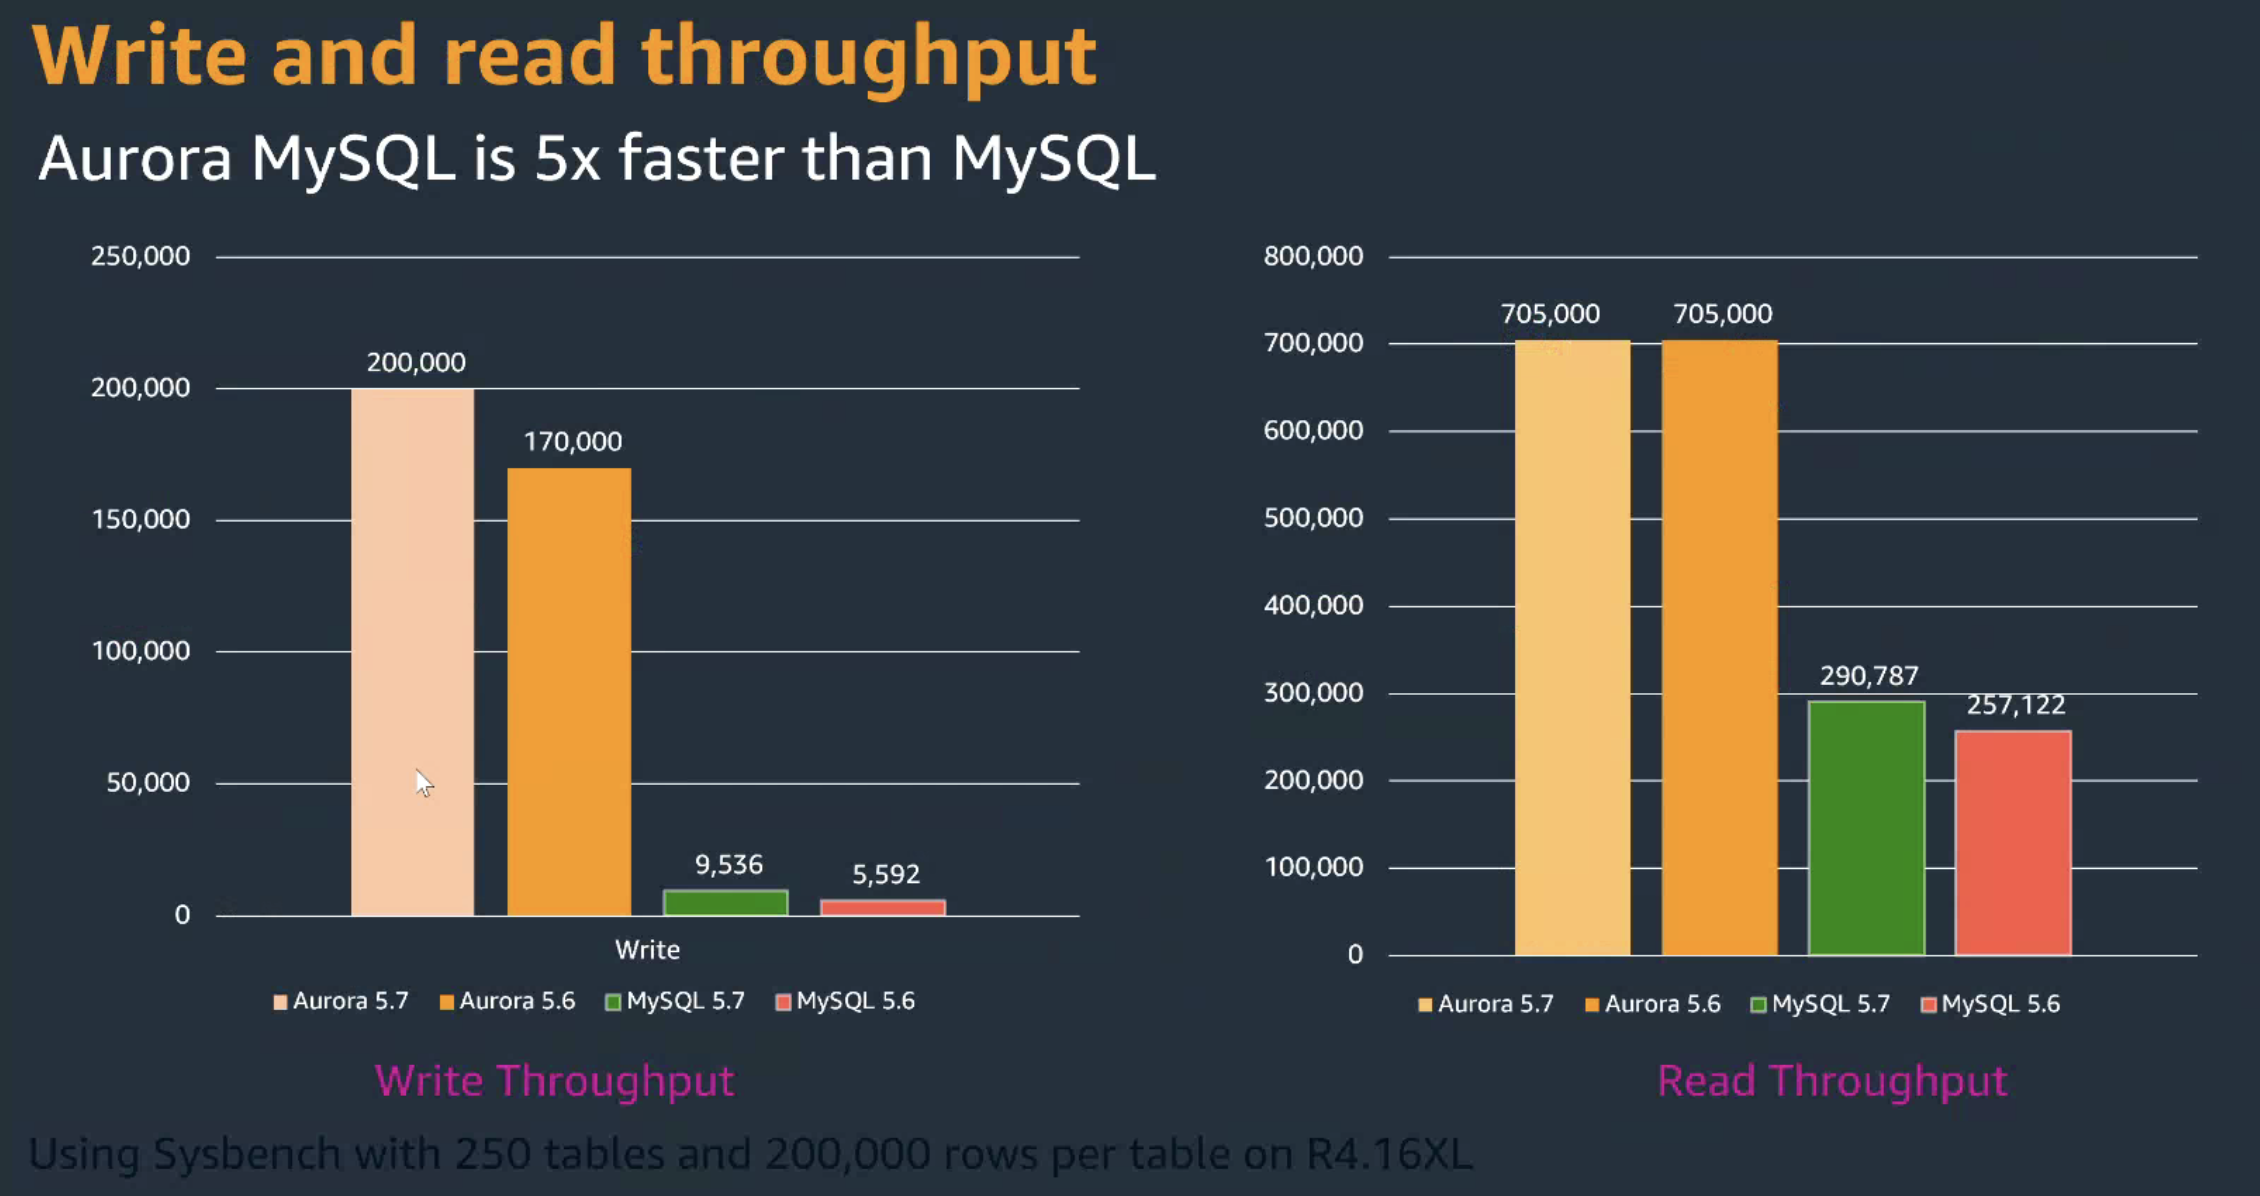 Write and read throughput
Aurora MySQL is 5x faster than MySQL
250,000
200,000
150,000
100,000
50,000
0
200,000
170,000
9,536
5,592
Write
Aurora 5.7 Aurora 5.6 MySQL 5.7 MySQL 5.6
Write Throughput
800,000
700,000
600,000
500,000
400,000
300,000
200,000
100,000
0
705,000
705,000
290,787
257,122
Aurora 5.7 Aurora 5.6 MySQL 5.7 MySQL 5.6
Read Throughput
Using Sysbench with 250 tables and 200,000 rows per table on R4.16XL